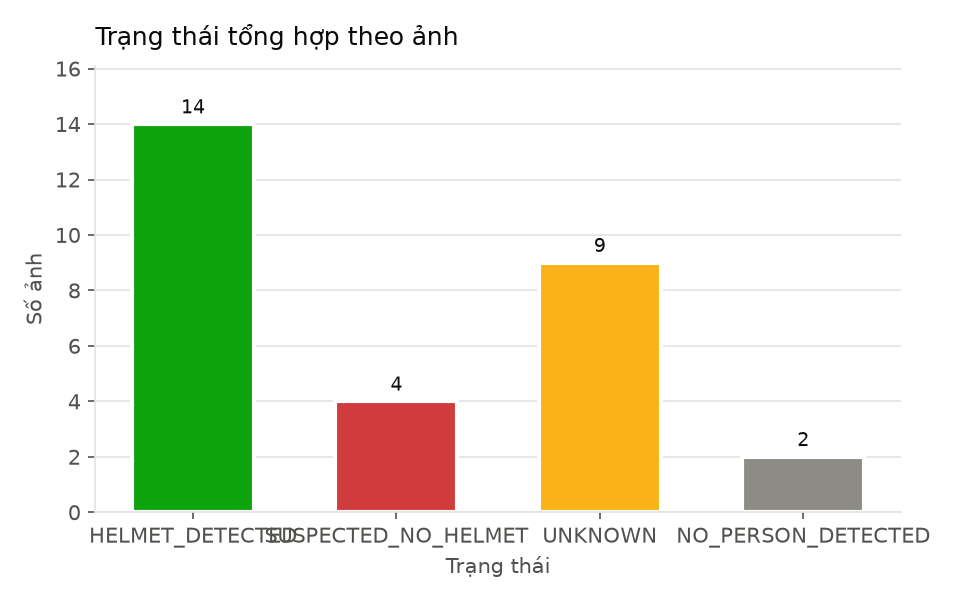 Trạng thái tổng hợp theo ảnh
16
14
12
10
8
6
4
2
0
Số ảnh
14
4
9
2
HELMET_DETECTED
SUSPECTED_NO_HELMET
UNKNOWN
NO_PERSON_DETECTED
Trạng thái